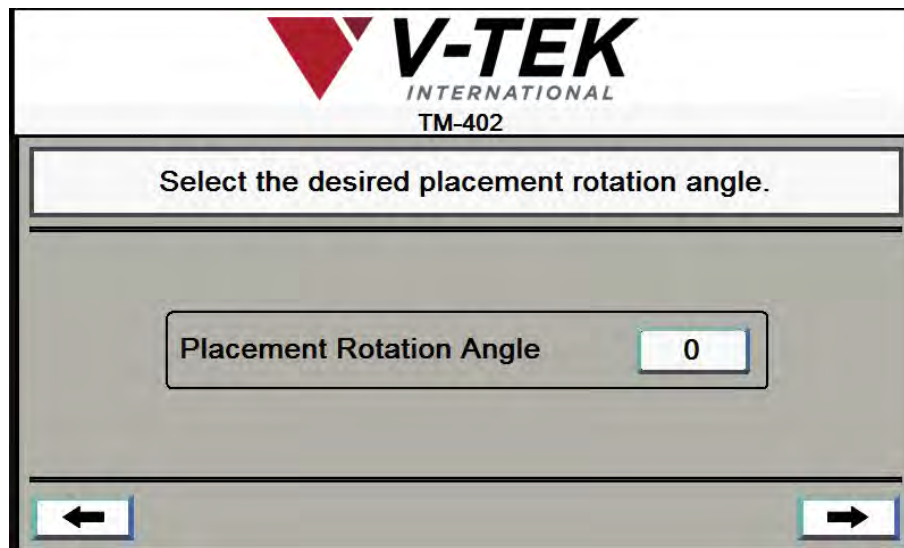 V-TEK
INTERNATIONAL
TM-402
Select the desired placement rotation angle.
Placement Rotation Angle 0